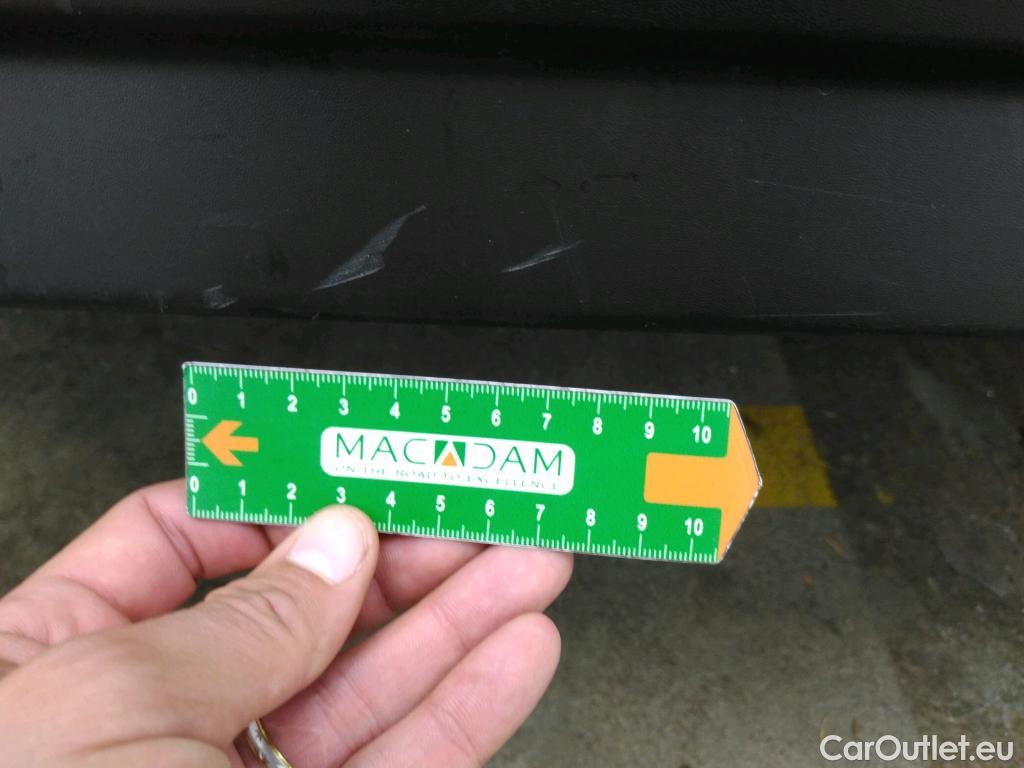 0 1 2 3 4 5 6 7 8 9 10
MACADAM
ON THE ROAD TO EXCELLENCE
0 1 2 3 4 5 6 7 8 9 10
CarOutlet.eu